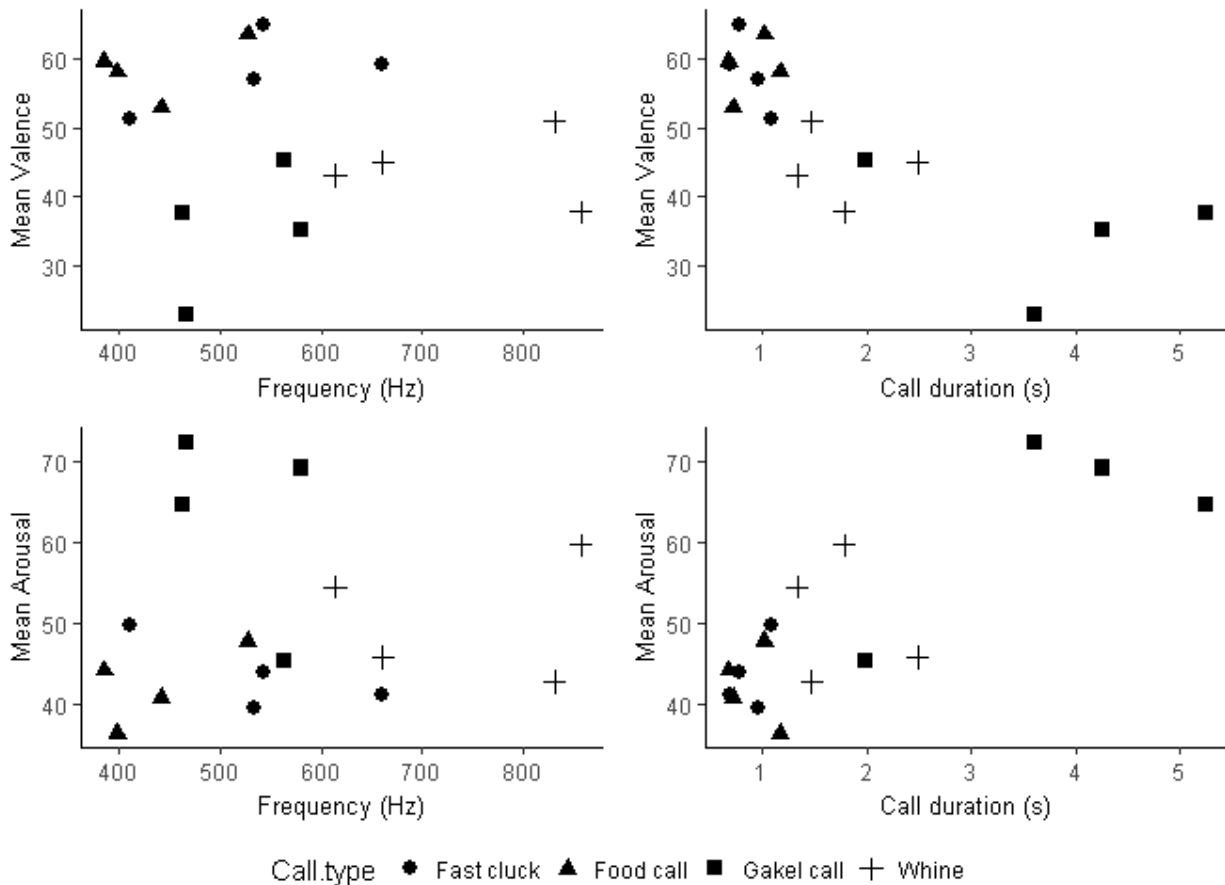 Mean Valence
60
50
40
30
400 500 600 700 800
Frequency (Hz)
Mean Valence
60
50
40
30
1 2 3 4 5
Call duration (s)
Mean Arousal
70
60
50
40
400 500 600 700 800
Frequency (Hz)
Mean Arousal
70
60
50
40
1 2 3 4 5
Call duration (s)
Call.type Fast cluck Food call Gakel call Whine